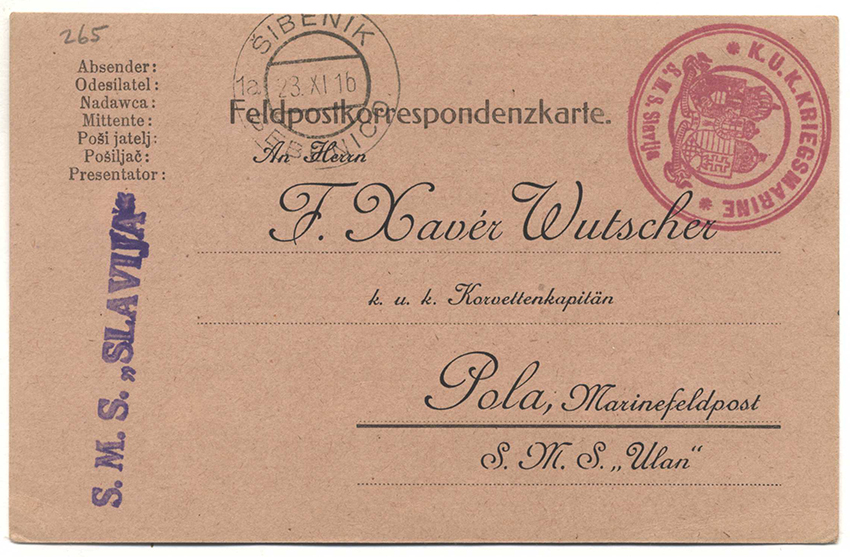 265
ŠIBENIK
1a 23.XI 16
SEBENICO
Absender:
Odesilatel:
Nadawca:
Mittente:
Poši jatelj:
Pošiljač:
Presentator:
Feldpostkorrespondenzkarte.
* K.U.K.KRIEGSMARINE *
S. M. S. Slavija
An Herrn
F. Xavér Wutscher
k. u. k. Korvettenkapitän
Pola, Marinefeldpost
S. M. S. „Ulan“
S. M. S. „SLAVIJA“